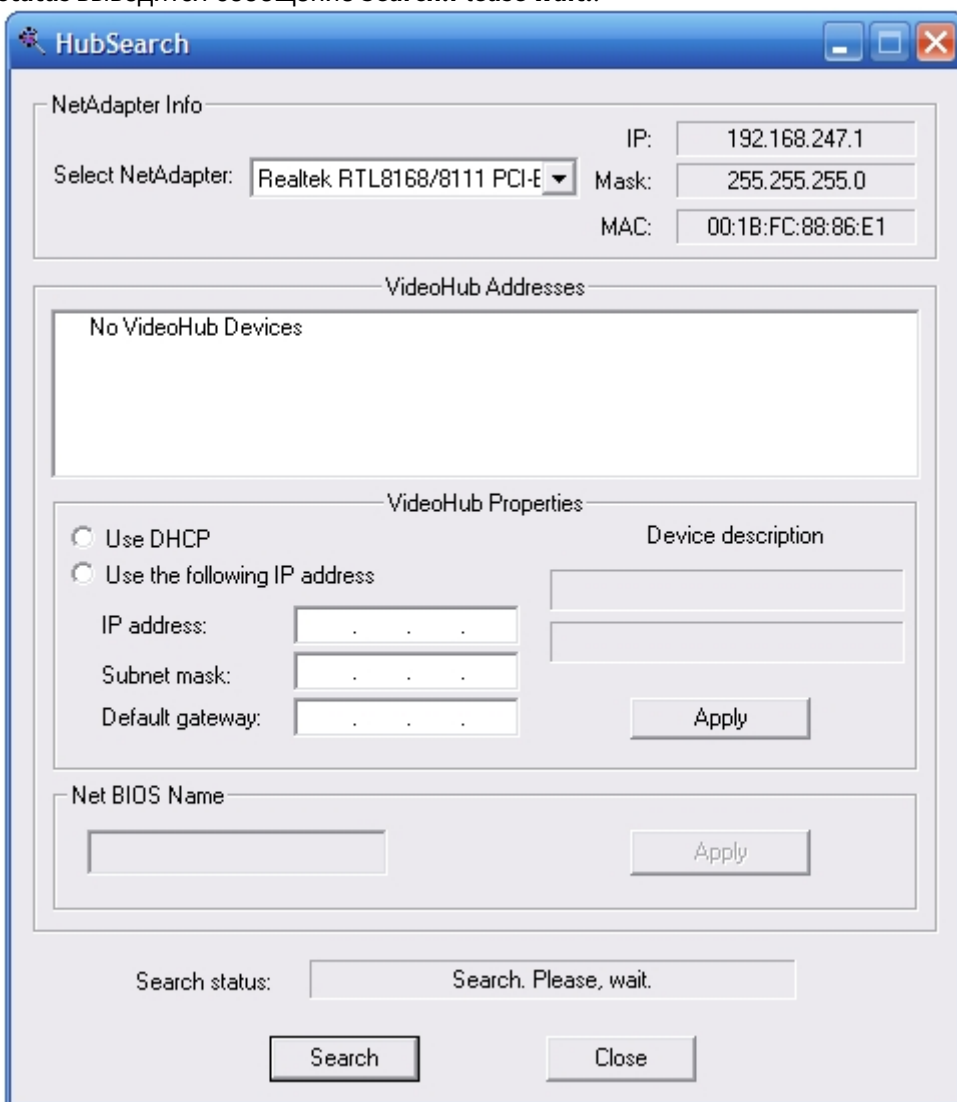 выводится сообщение
HubSearch
NetAdapter Info
IP: 192.168.247.1
Select NetAdapter: Realtek RTL8168/8111 PCI-E
Mask: 255.255.255.0
MAC: 00:1B:FC:88:86:E1
VideoHub Addresses
No VideoHub Devices
VideoHub Properties
Use DHCP
Device description
Use the following IP address
IP address: . . .
Subnet mask: . . .
Default gateway: . . .
Apply
Net BIOS Name
Apply
Search status: Search. Please, wait.
Search Close